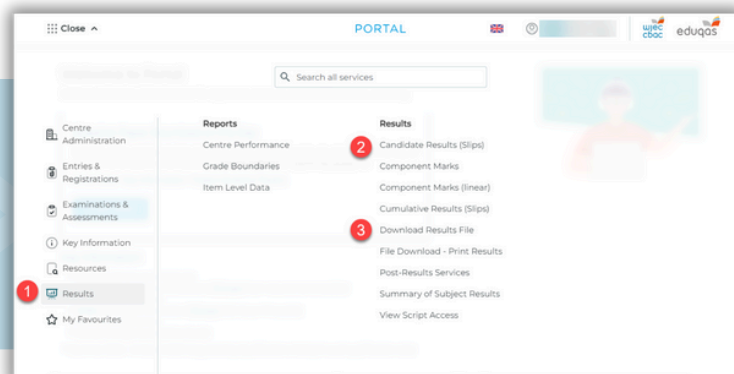 Close
PORTAL
wjec
cbac
eduqas
Search all services
Centre
Administration
Entries &
Registrations
Examinations &
Assessments
Key Information
Resources
1
Results
My Favourites
Reports
Centre Performance
Grade Boundaries
Item Level Data
Results
2
Candidate Results (Slips)
Component Marks
Component Marks (linear)
Cumulative Results (Slips)
3
Download Results File
File Download - Print Results
Post-Results Services
Summary of Subject Results
View Script Access